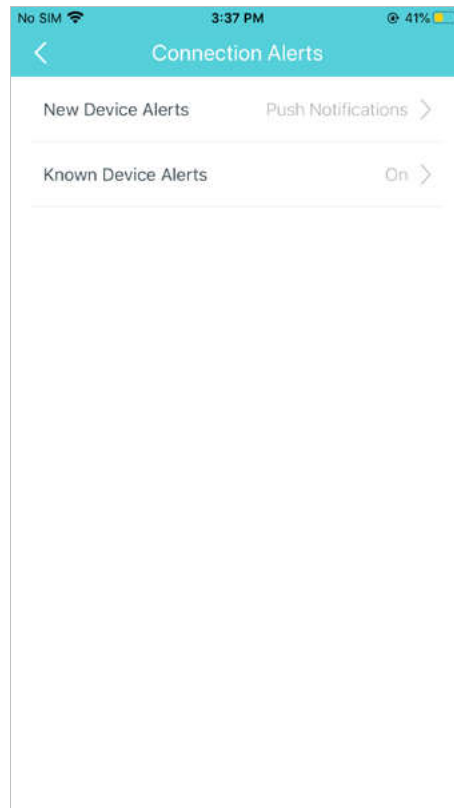 No SIM 3:37 PM 41%
Connection Alerts
New Device Alerts Push Notifications
Known Device Alerts On